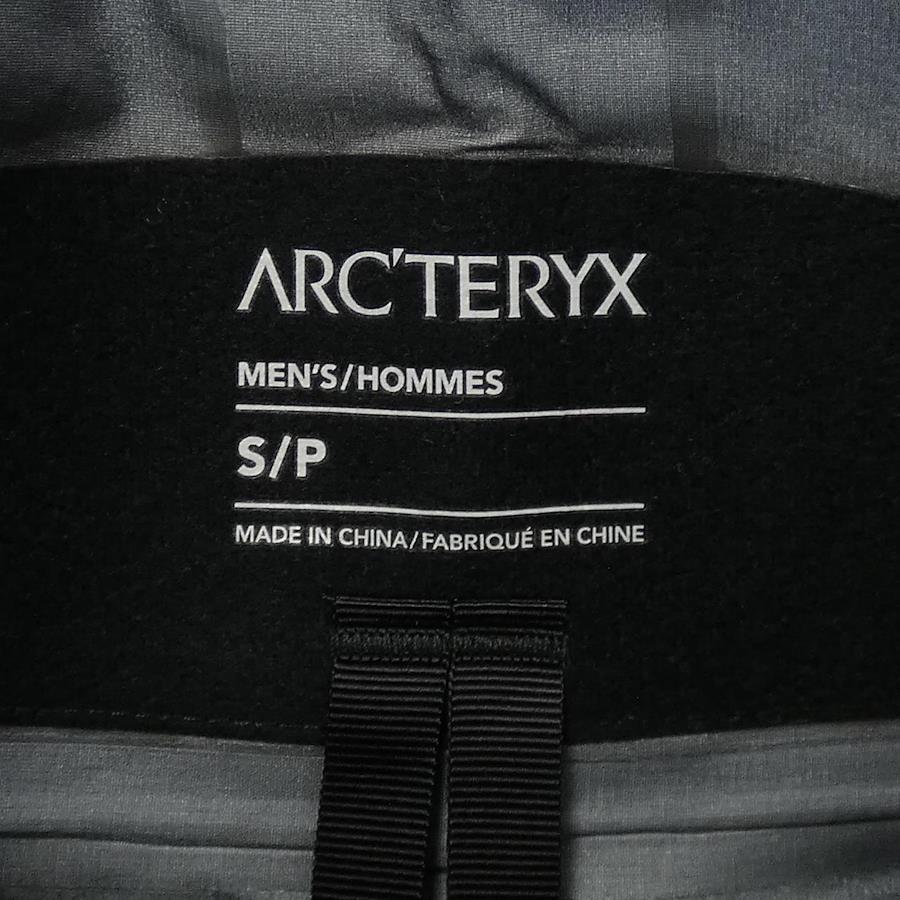 ARC'TERYX
MEN'S/HOMMES
S/P
MADE IN CHINA/FABRIQUÉ EN CHINE